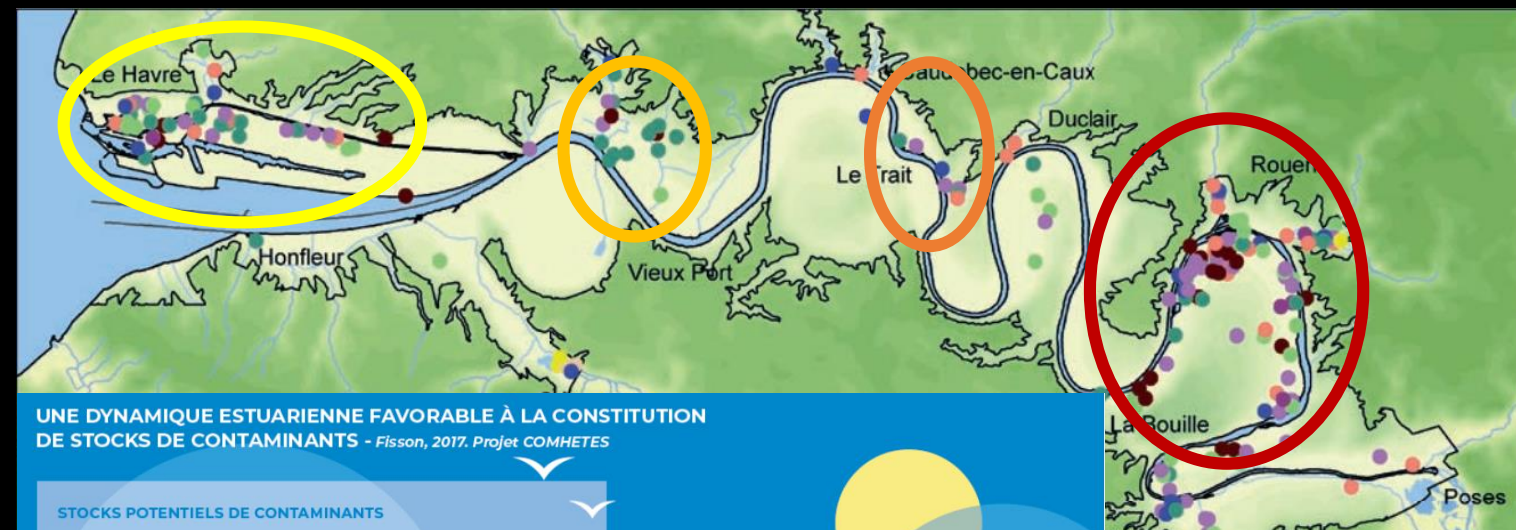 Le Havre
Caudebec-en-Caux
Duclair
Rouen
Le Trait
Honfleur
Vieux Port
La Bouille
Poses
UNE DYNAMIQUE ESTUARIENNE FAVORABLE À LA CONSTITUTION
DE STOCKS DE CONTAMINANTS - Fisson, 2017. Projet COMHETES
STOCKS POTENTIELS DE CONTAMINANTS